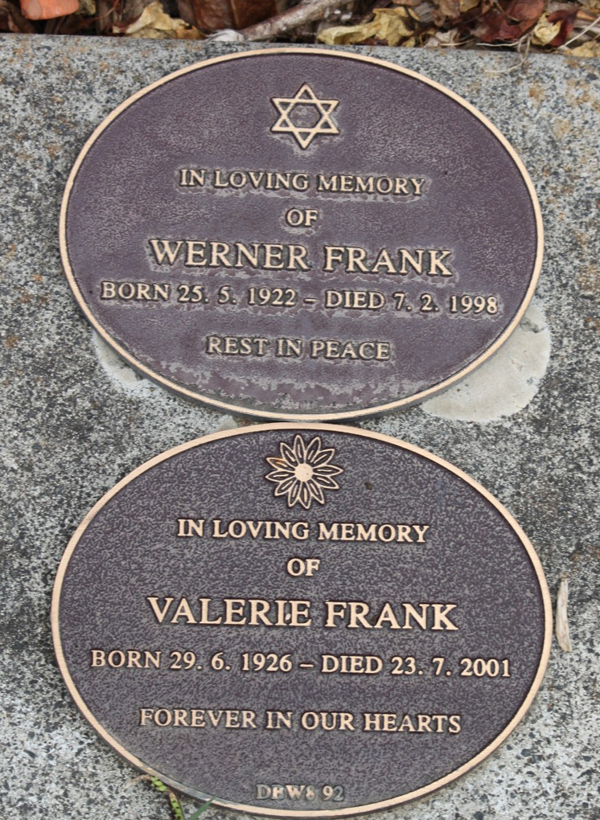 IN LOVING MEMORY
OF
WERNER FRANK
BORN 25. 5. 1922 – DIED 7. 2. 1998
REST IN PEACE
IN LOVING MEMORY
OF
VALERIE FRANK
BORN 29. 6. 1926 – DIED 23. 7. 2001
FOREVER IN OUR HEARTS
92